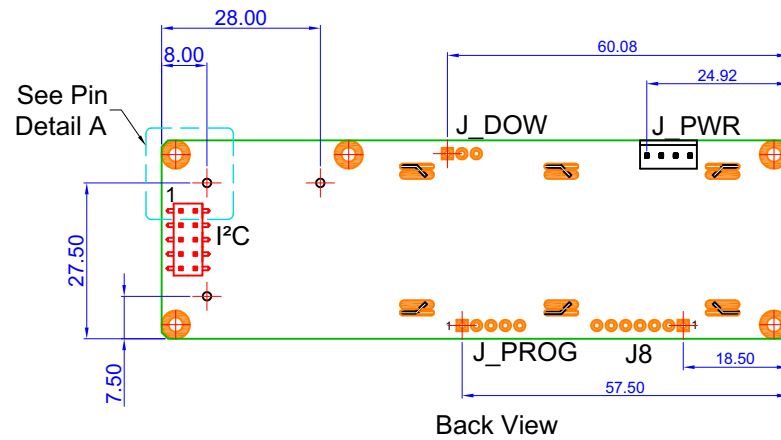 28.00
60.08
8.00
24.92
See Pin
Detail A
J_DOW
J_PWR
1
I²C
27.50
7.50
1
J_PROG
J8
1
18.50
57.50
Back View